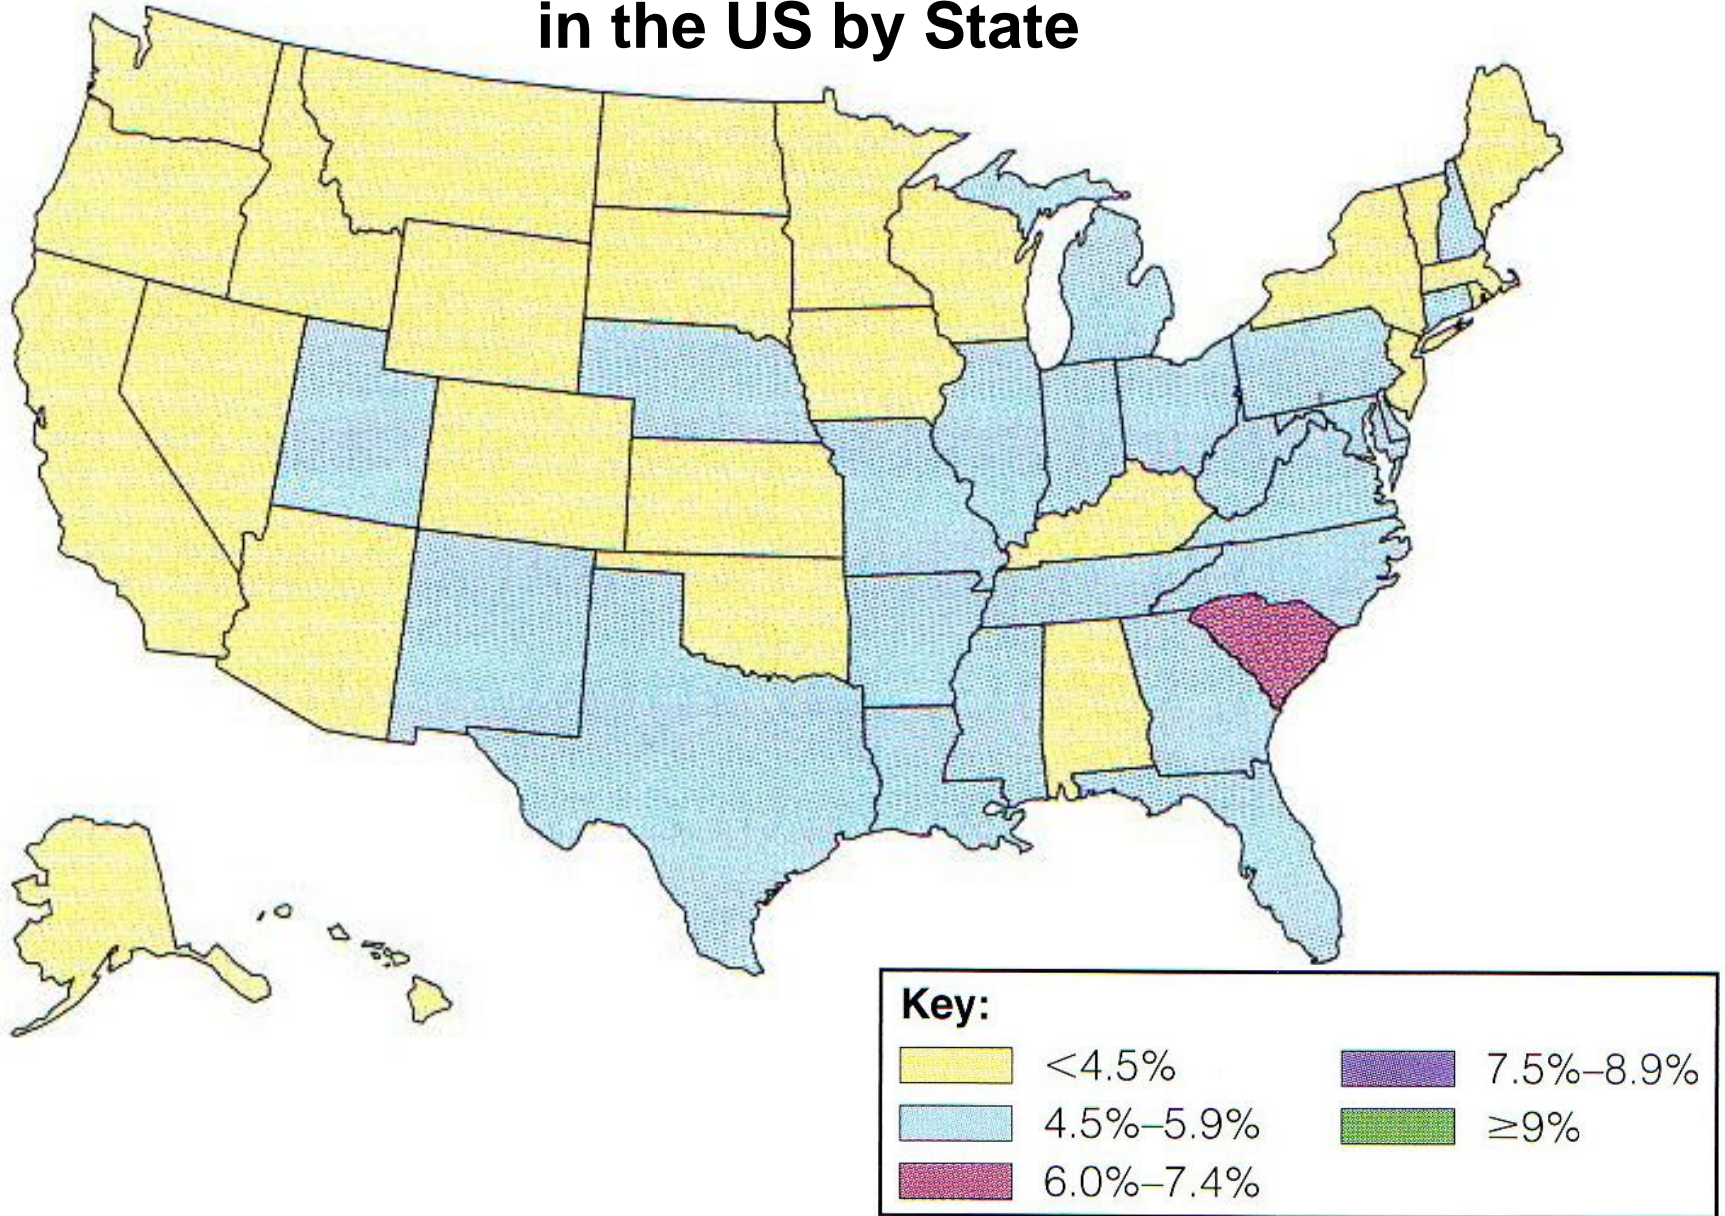 in the US by State
Key:
<4.5%
4.5%–5.9%
6.0%–7.4%
7.5%–8.9%
≥9%